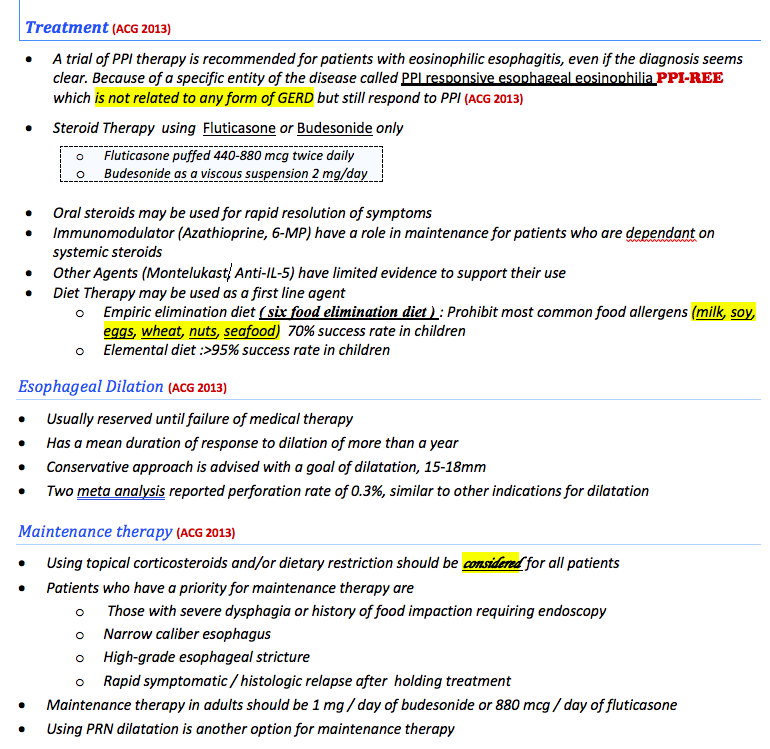 Treatment (ACG 2013)
• A trial of PPI therapy is recommended for patients with eosinophilic esophagitis, even if the diagnosis seems
clear. Because of a specific entity of the disease called PPI responsive esophageal eosinophilia PPI-REE
which is not related to any form of GERD but still respond to PPI (ACG 2013)
• Steroid Therapy using Fluticasone or Budesonide only
o Fluticasone puffed 440-880 mcg twice daily
o Budesonide as a viscous suspension 2 mg/day
• Oral steroids may be used for rapid resolution of symptoms
• Immunomodulator (Azathioprine, 6-MP) have a role in maintenance for patients who are dependant on
systemic steroids
• Other Agents (Montelukast, Anti-IL-5) have limited evidence to support their use
• Diet Therapy may be used as a first line agent
o Empiric elimination diet ( six food elimination diet ) : Prohibit most common food allergens (milk, soy,
eggs, wheat, nuts, seafood) 70% success rate in children
o Elemental diet :>95% success rate in children
Esophageal Dilation (ACG 2013)
• Usually reserved until failure of medical therapy
• Has a mean duration of response to dilation of more than a year
• Conservative approach is advised with a goal of dilatation, 15-18mm
• Two meta analysis reported perforation rate of 0.3%, similar to other indications for dilatation
Maintenance therapy (ACG 2013)
• Using topical corticosteroids and/or dietary restriction should be considered for all patients
• Patients who have a priority for maintenance therapy are
o Those with severe dysphagia or history of food impaction requiring endoscopy
o Narrow caliber esophagus
o High-grade esophageal stricture
o Rapid symptomatic / histologic relapse after holding treatment
• Maintenance therapy in adults should be 1 mg / day of budesonide or 880 mcg / day of fluticasone
• Using PRN dilatation is another option for maintenance therapy